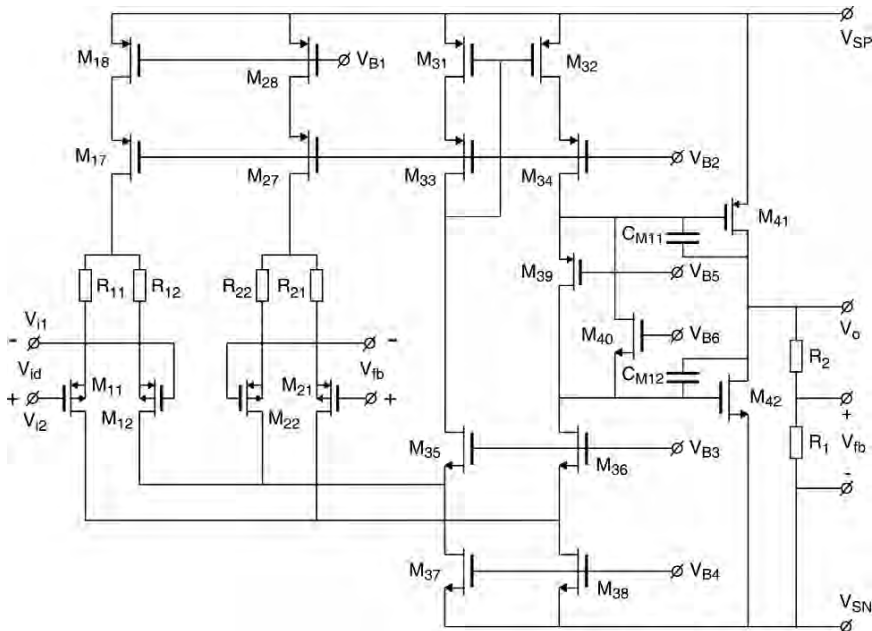 V_SP
M_18
M_28
V_B1
M_31
M_32
M_17
M_27
M_33
M_34
V_B2
M_41
C_M11
R_11
R_12
R_22
R_21
M_39
V_B5
V_o
V_i1
-
-
M_40
V_B6
R_2
V_id
V_fb
C_M12
+
V_i2
M_11
M_12
M_21
M_22
+
M_42
+
M_35
M_36
V_B3
R_1
V_fb
-
M_37
M_38
V_B4
V_SN